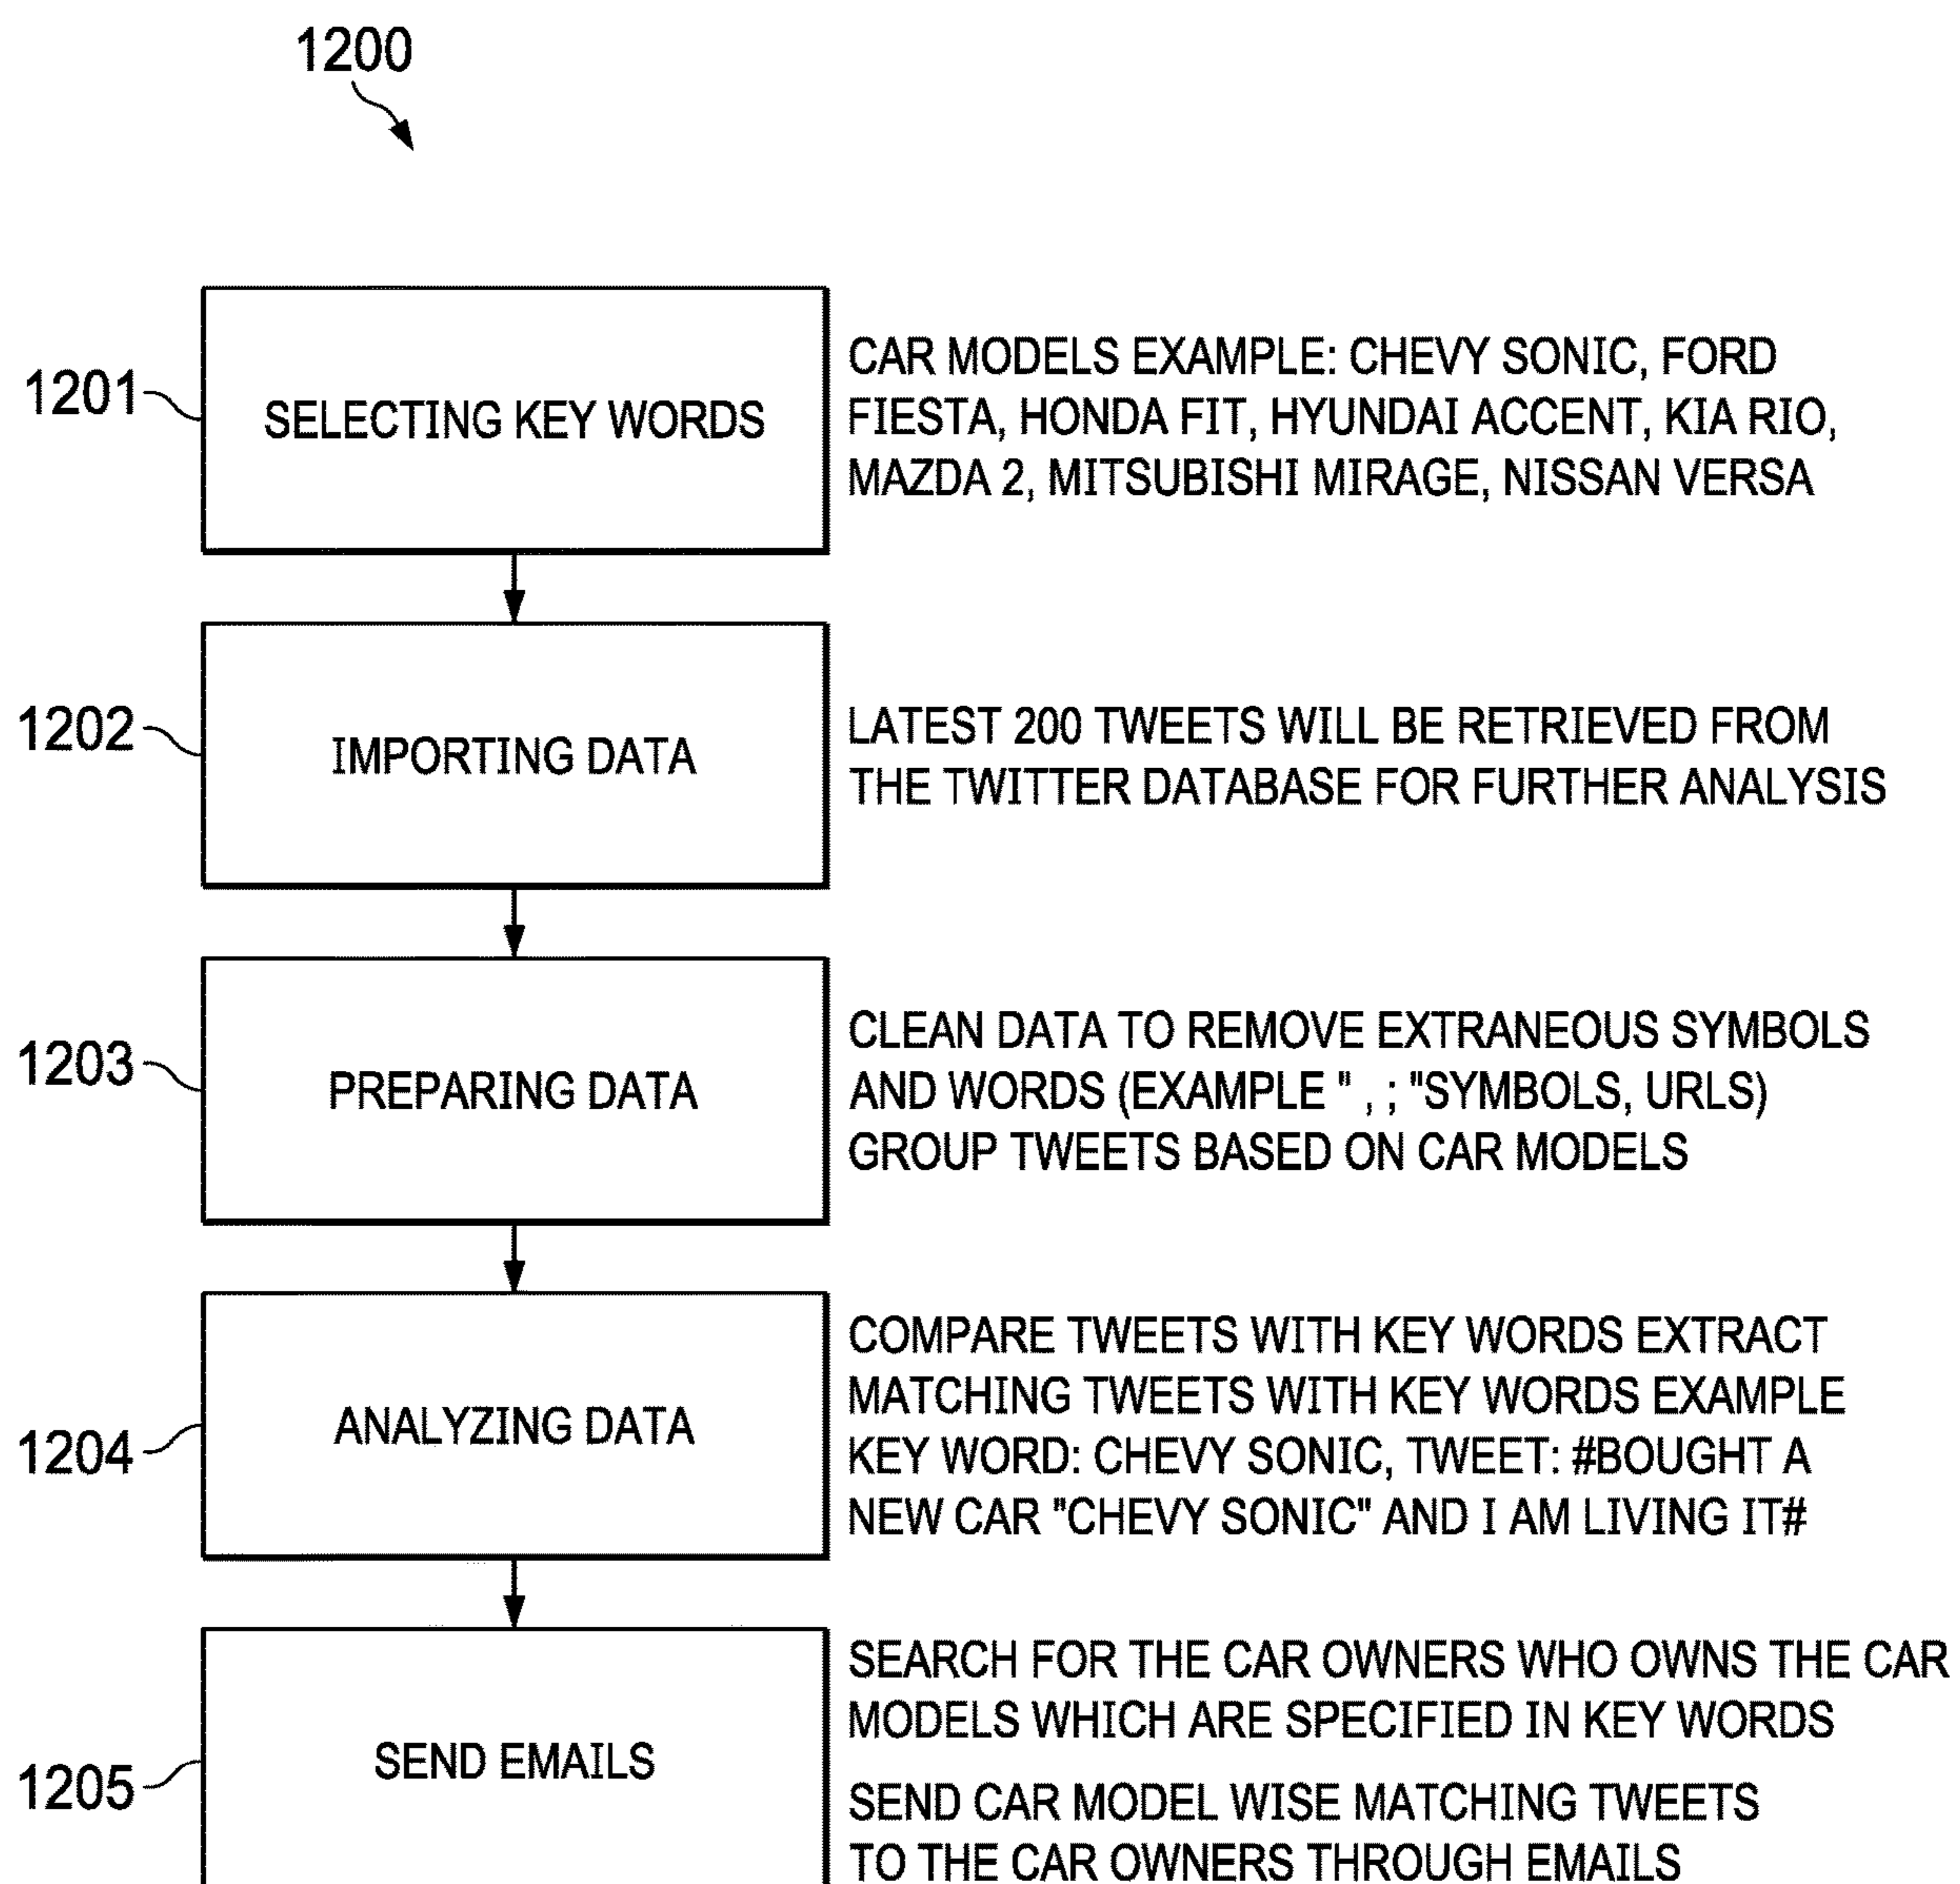 1200
1201
SELECTING KEY WORDS
CAR MODELS EXAMPLE: CHEVY SONIC, FORD
FIESTA, HONDA FIT, HYUNDAI ACCENT, KIA RIO,
MAZDA 2, MITSUBISHI MIRAGE, NISSAN VERSA
1202
IMPORTING DATA
LATEST 200 TWEETS WILL BE RETRIEVED FROM
THE TWITTER DATABASE FOR FURTHER ANALYSIS
1203
PREPARING DATA
CLEAN DATA TO REMOVE EXTRANEOUS SYMBOLS
AND WORDS (EXAMPLE " , ; "SYMBOLS, URLS)
GROUP TWEETS BASED ON CAR MODELS
1204
ANALYZING DATA
COMPARE TWEETS WITH KEY WORDS EXTRACT
MATCHING TWEETS WITH KEY WORDS EXAMPLE
KEY WORD: CHEVY SONIC, TWEET: #BOUGHT A
NEW CAR "CHEVY SONIC" AND I AM LIVING IT#
1205
SEND EMAILS
SEARCH FOR THE CAR OWNERS WHO OWNS THE CAR
MODELS WHICH ARE SPECIFIED IN KEY WORDS
SEND CAR MODEL WISE MATCHING TWEETS
TO THE CAR OWNERS THROUGH EMAILS